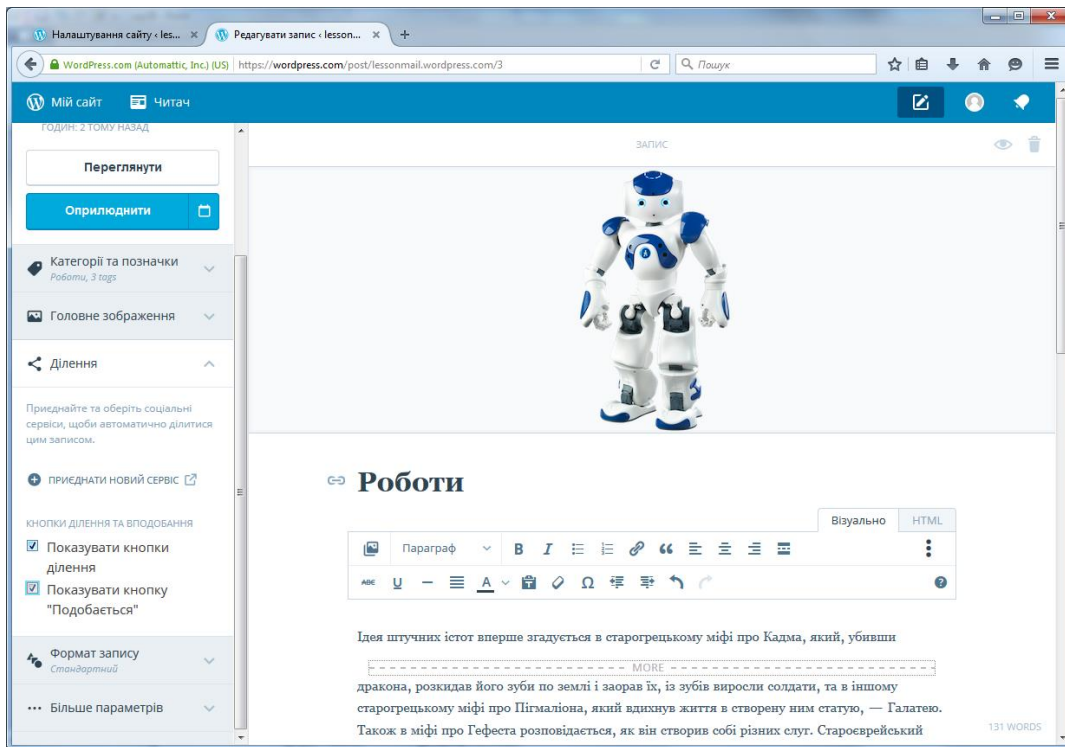 Налаштування сайту ‹ les...
Редагувати запис ‹ lesson...
WordPress.com (Automattic, Inc.) (US)
https://wordpress.com/post/lessonmail.wordpress.com/3
Пошук
Мій сайт
Читач
ГОДИН: 2 ТОМУ НАЗАД
Переглянути
Оприлюднити
Категорії та позначки
Роботи, 3 tags
Головне зображення
Ділення
Приєднайте та оберіть соціальні
сервіси, щоби автоматично ділитися
цим записом.
ПРИЄДНАТИ НОВИЙ СЕРВІС
КНОПКИ ДІЛЕННЯ ТА ВПОДОБАННЯ
Показувати кнопки
ділення
Показувати кнопку
"Подобається"
Формат запису
Стандартний
Більше параметрів
ЗАПИС
Роботи
Візуально
HTML
Параграф
B I
ABC U A Ω
Ідея штучних істот вперше згадується в старогрецькому міфі про Кадма, який, убивши
MORE
дракона, розкидав його зуби по землі і заорав їх, із зубів виросли солдати, та в іншому
старогрецькому міфі про Пігмаліона, який вдихнув життя в створену ним статую, — Галатею.
Також в міфі про Гефеста розповідається, як він створив собі різних слуг. Староєврейський
131 WORDS